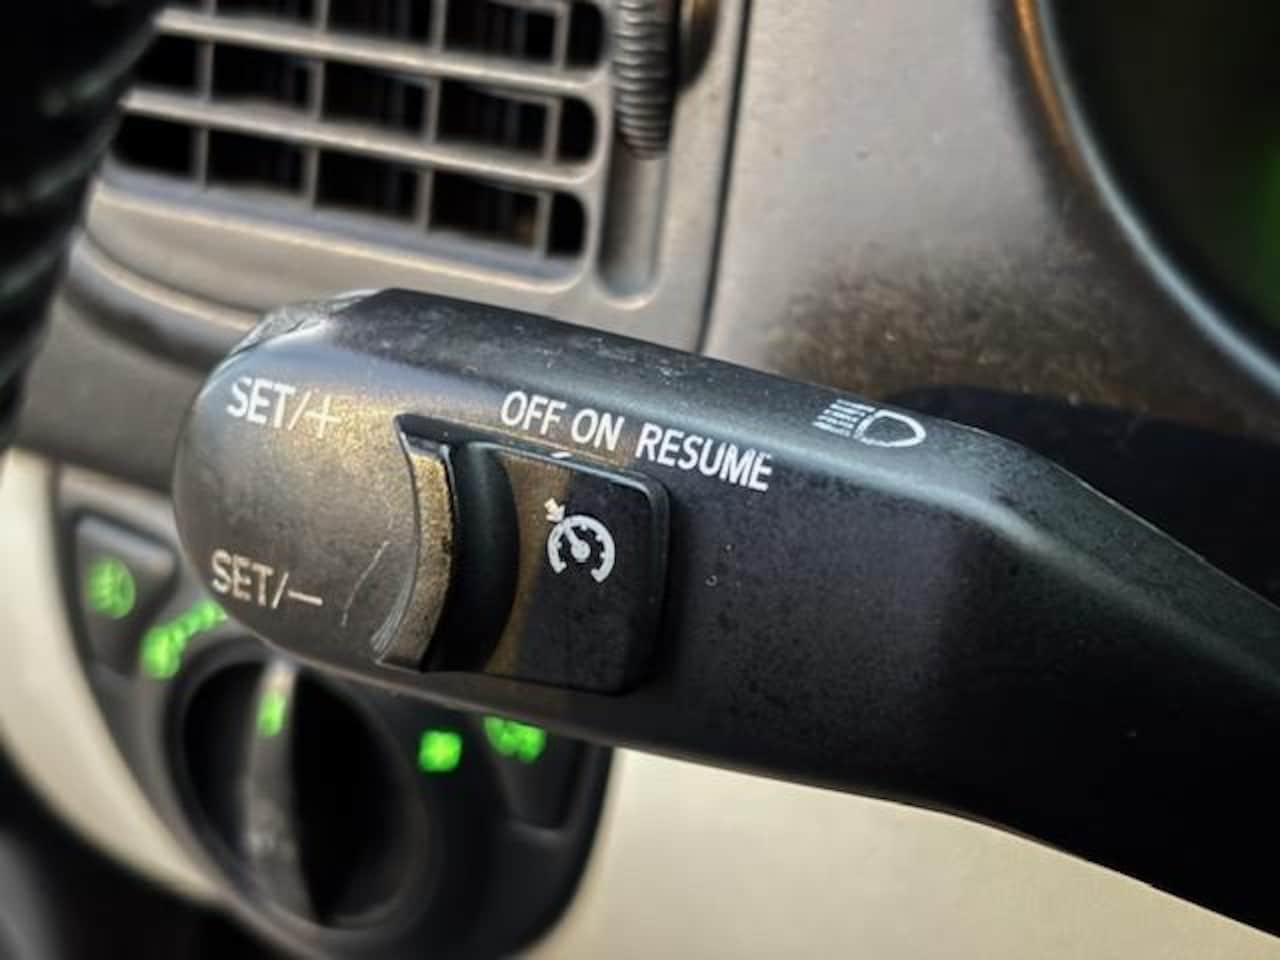 SET/+
OFF ON RESUME
SET/–